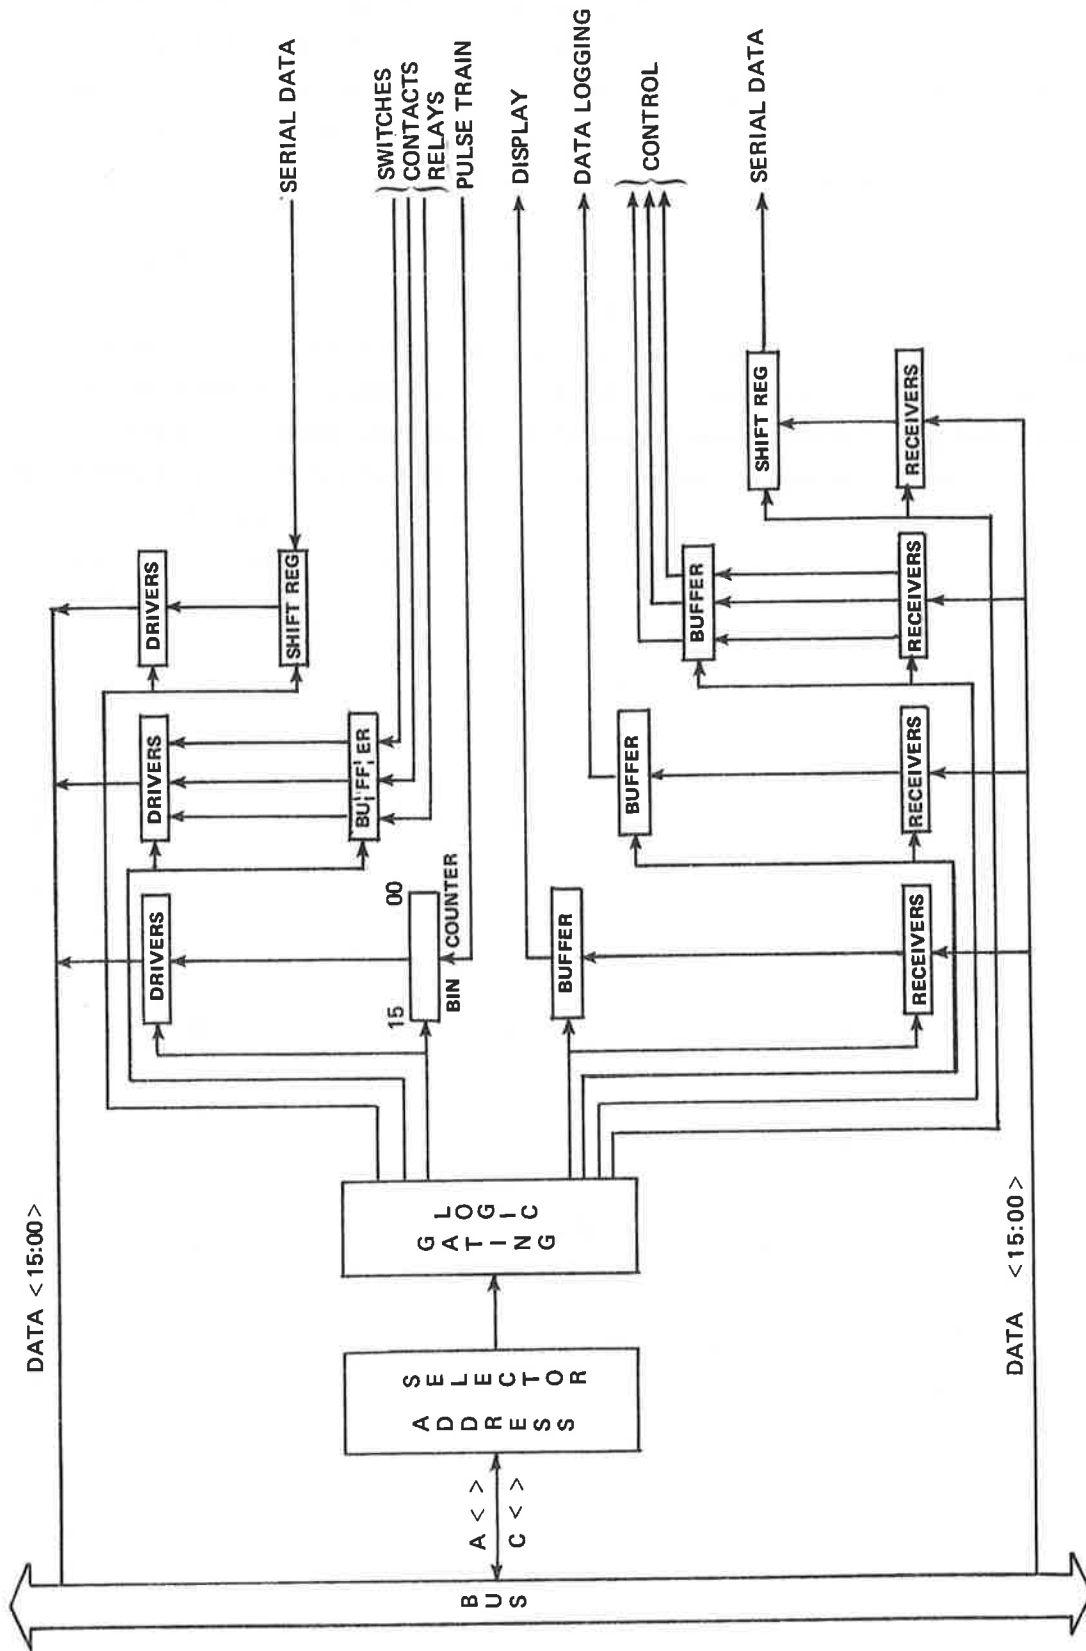 BUS
DATA <15:00>
A < >
C < >
ADDRESS
SELECTOR
GATING
LOGIC
DRIVERS
15
00
BIN COUNTER
DRIVERS
BUFFER
DRIVERS
SHIFT REG
SERIAL DATA
SWITCHES
CONTACTS
RELAYS
PULSE TRAIN
DISPLAY
DATA LOGGING
CONTROL
SERIAL DATA
BUFFER
RECEIVERS
BUFFER
RECEIVERS
BUFFER
RECEIVERS
SHIFT REG
RECEIVERS
DATA <15:00>